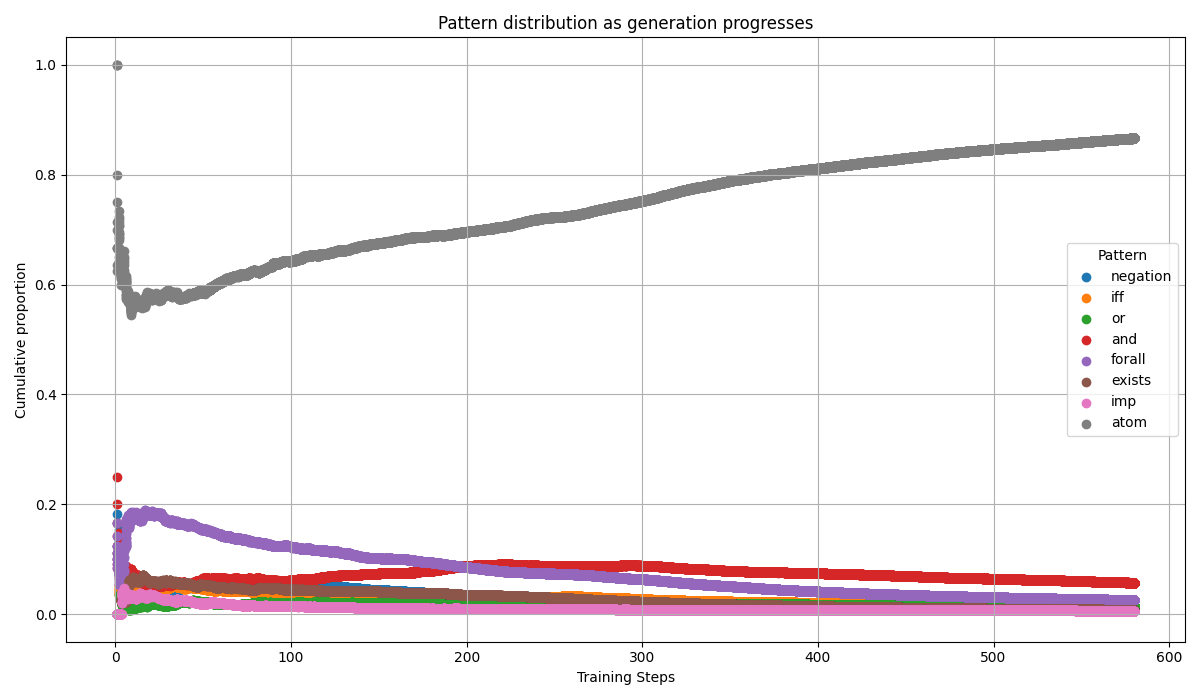 Pattern distribution as generation progresses
Cumulative proportion
1.0
0.8
0.6
0.4
0.2
0.0
Pattern
negation
iff
or
and
forall
exists
imp
atom
0 100 200 300 400 500 600
Training Steps